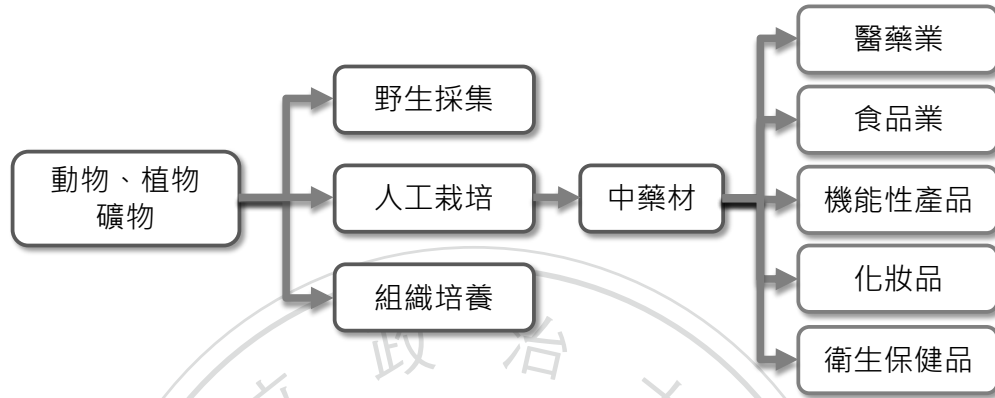 動物、植物
礦物
野生採集
人工栽培
組織培養
中藥材
醫藥業
食品業
機能性產品
化妝品
衛生保健品
政治